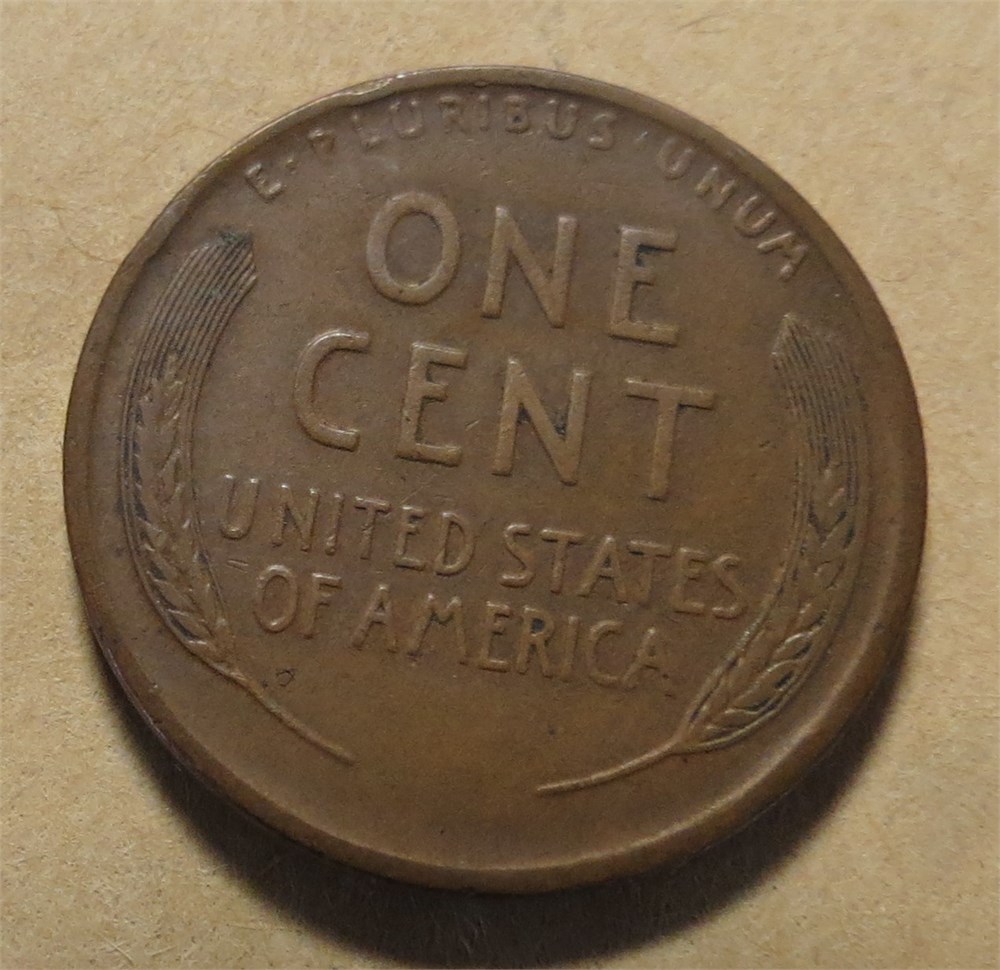 E · PLURIBUS · UNUM
ONE
CENT
UNITED STATES
OF AMERICA